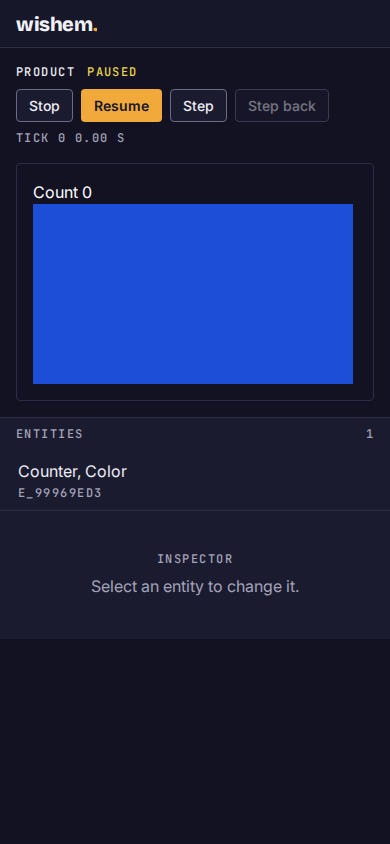 wishem.
PRODUCT PAUSED
Stop Resume Step Step back
TICK 0 0.00 S
Count 0
ENTITIES 1
Counter, Color
E_99969ED3
INSPECTOR
Select an entity to change it.